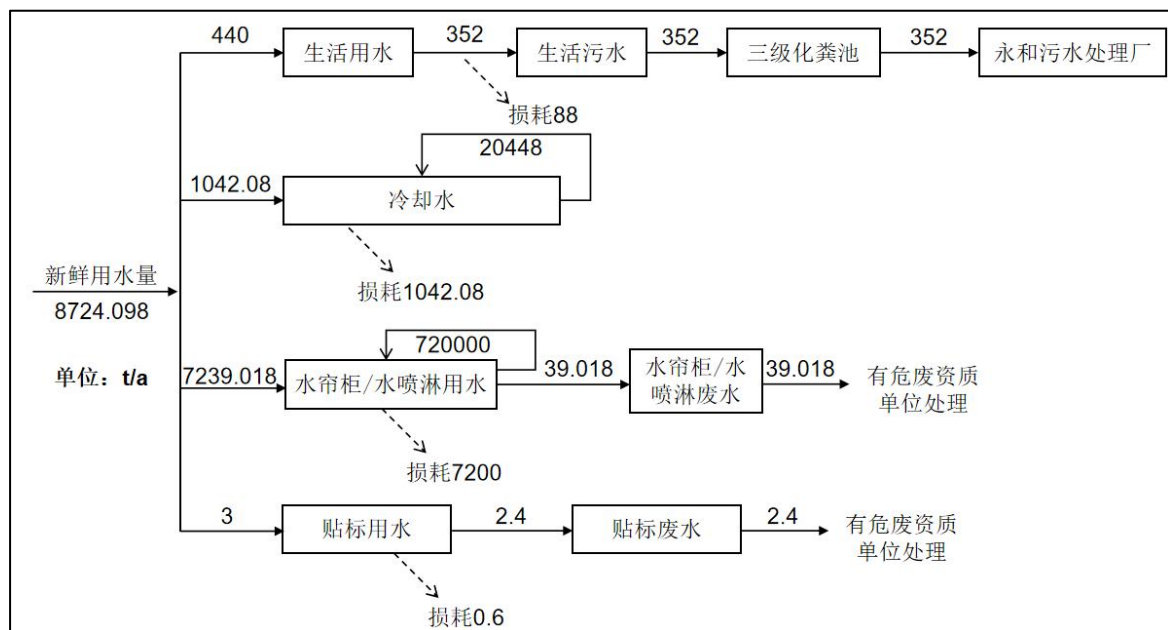 440
生活用水
352
生活污水
352
三级化粪池
352
永和污水处理厂
损耗88
20448
1042.08
冷却水
损耗1042.08
新鲜用水量
8724.098
单位：t/a
720000
7239.018
水帘柜/水喷淋用水
39.018
水帘柜/水
喷淋废水
39.018
有危废资质
单位处理
损耗7200
3
贴标用水
2.4
贴标废水
2.4
有危废资质
单位处理
损耗0.6